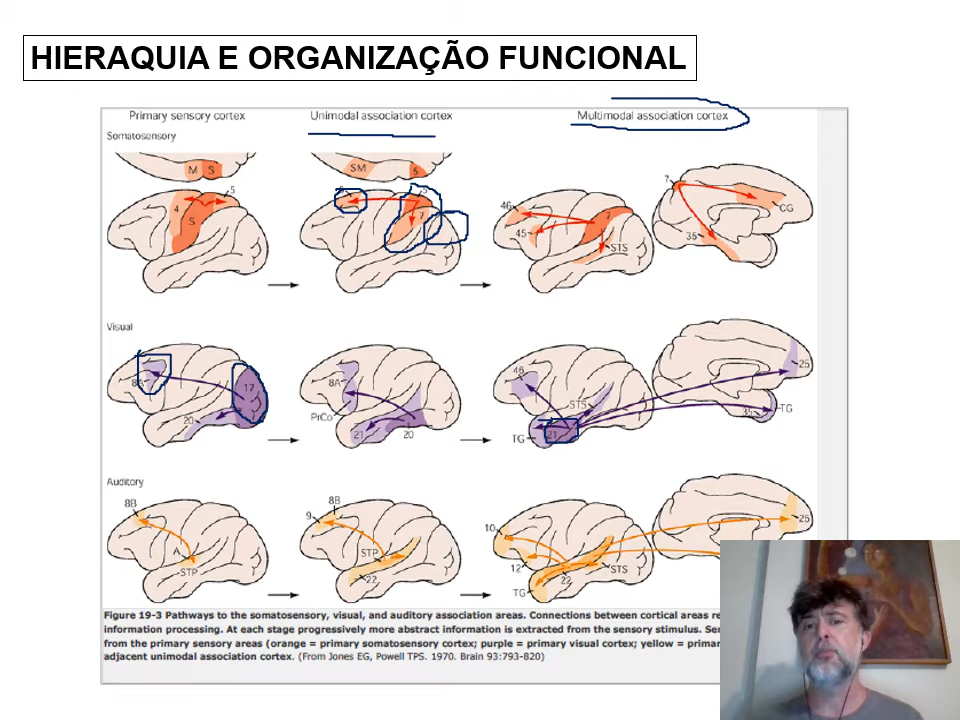 HIERAQUIA E ORGANIZAÇÃO FUNCIONAL
Primary sensory cortex
Unimodal association cortex
Multimodal association cortex
Somatosensory
M S
5
4
S
SM
5
5
7
46
45
7
STS
7
CG
35
Visual
8A
17
20
8A
PrCo
21
20
46
STS
TG
21
25
35
TG
Auditory
8B
A
STP
8B
9
STP
22
10
12
22
STS
TG
25
Figure 19-3 Pathways to the somatosensory, visual, and auditory association areas. Connections between cortical areas re
information processing. At each stage progressively more abstract information is extracted from the sensory stimulus. Sen
from the primary sensory areas (orange = primary somatosensory cortex; purple = primary visual cortex; yellow = primar
adjacent unimodal association cortex. (From Jones EG, Powell TPS. 1970. Brain 93:793-820)